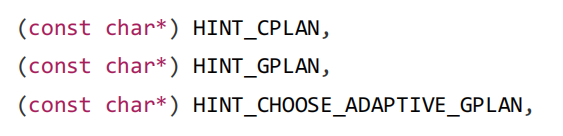 (const char*) HINT_CPLAN,
(const char*) HINT_GPLAN,
(const char*) HINT_CHOOSE_ADAPTIVE_GPLAN,